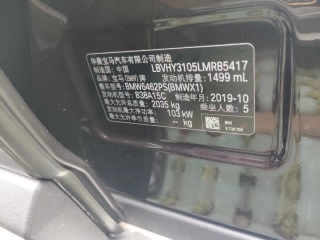 华晨宝马汽车有限公司制造
制造国: 中国 LBVHY3105LMR85417
品牌: 宝马(BMW)牌 发动机排量: 1499 mL
整车型号: BMW6462PS(BMWX1)
发动机型号: B38A15C 制造年月: 2019-10
最大允许总质量: 2035 kg 乘坐人数: 5
发动机最大净功率: 103 kW